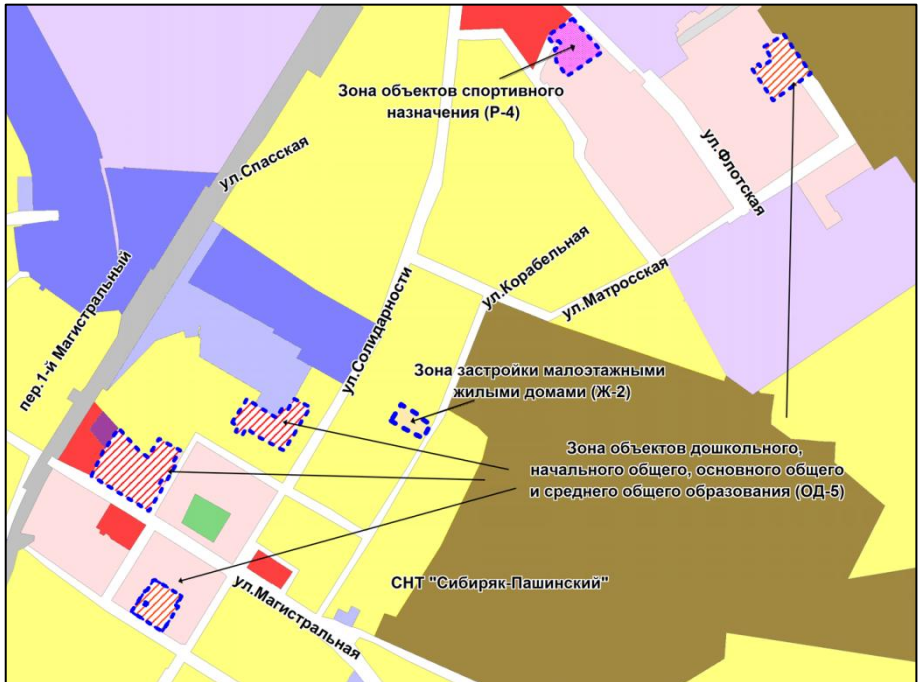 Зона объектов спортивного
назначения (Р-4)
ул.Спасская
ул.Флотская
ул.Корабельная
ул.Матросская
пер.1-й Магистральный
ул.Солидарности
Зона застройки малоэтажными
жилыми домами (Ж-2)
Зона объектов дошкольного,
начального общего, основного общего
и среднего общего образования (ОД-5)
СНТ "Сибиряк-Пашинский"
ул.Магистральная